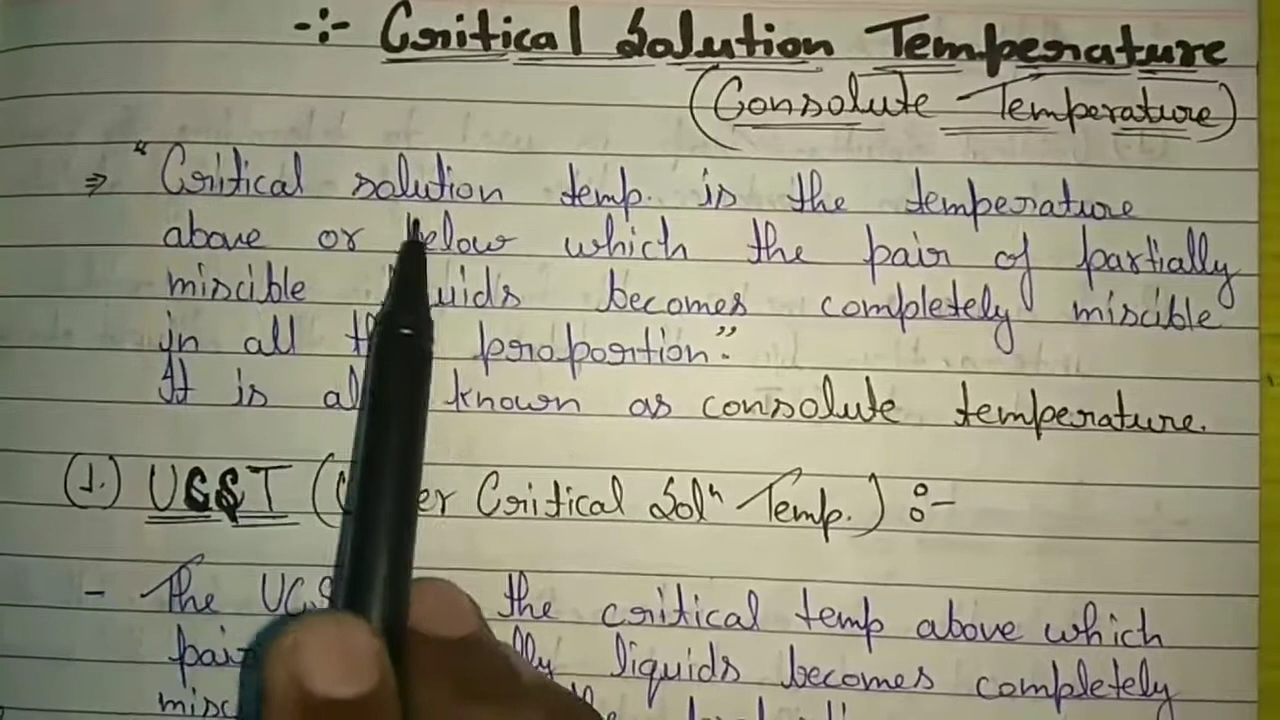 -:- Critical Solution Temperature
(Consolute Temperature)
⇒ "Critical solution temp. is the temperature
above or below which the pair of partially
miscible becomes completely miscible
in all proportion".
It is known as consolute temperature.
(1.) UCST ( Critical Solⁿ Temp.) :-
- The the critical temp above which
liquids becomes completely